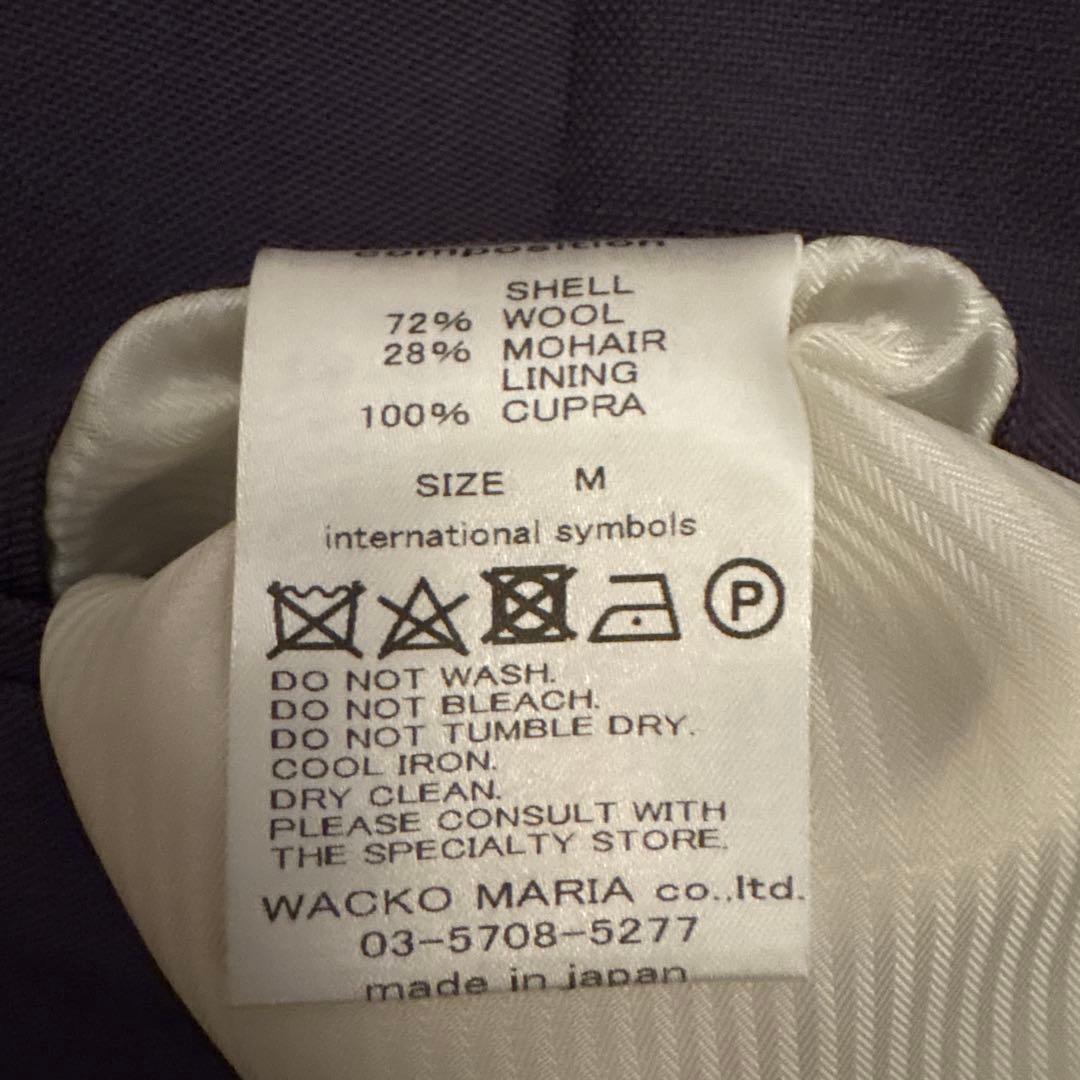 composition
SHELL
72% WOOL
28% MOHAIR
LINING
100% CUPRA
SIZE M
international symbols
P
DO NOT WASH.
DO NOT BLEACH.
DO NOT TUMBLE DRY.
COOL IRON.
DRY CLEAN.
PLEASE CONSULT WITH
THE SPECIALTY STORE.
WACKO MARIA co.,ltd.
03-5708-5277
made in japan